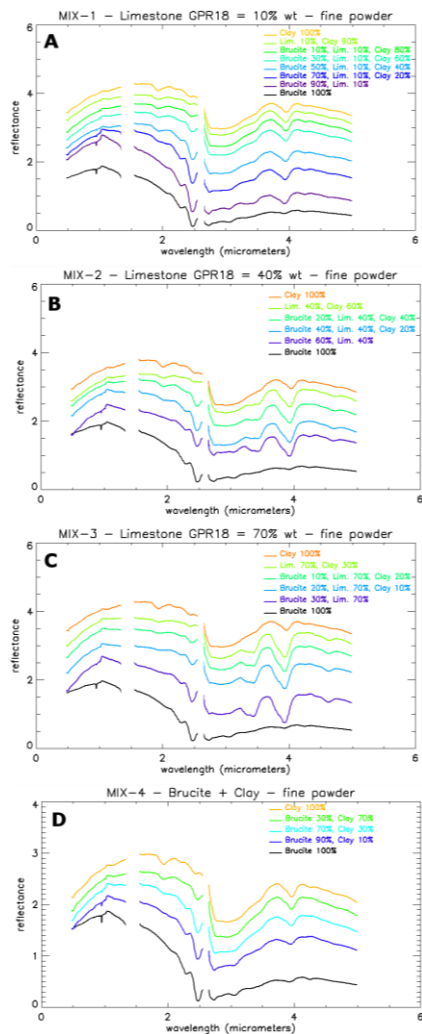 A
MIX-1 - Limestone GPR18 = 10% wt - fine powder
Clay 100%
Lim. 10%, Clay 90%
Brucite 10%, Lim. 10%, Clay 80%
Brucite 30%, Lim. 10%, Clay 60%
Brucite 50%, Lim. 10%, Clay 40%
Brucite 70%, Lim. 10%, Clay 20%
Brucite 90%, Lim. 10%
Brucite 100%
reflectance
6
4
2
0
0 2 4 6
wavelength (micrometers)
B
MIX-2 - Limestone GPR18 = 40% wt - fine powder
Clay 100%
Lim. 40%, Clay 60%
Brucite 20%, Lim. 40%, Clay 40%
Brucite 40%, Lim. 40%, Clay 20%
Brucite 60%, Lim. 40%
Brucite 100%
reflectance
6
4
2
0
0 2 4 6
wavelength (micrometers)
C
MIX-3 - Limestone GPR18 = 70% wt - fine powder
Clay 100%
Lim. 70%, Clay 30%
Brucite 10%, Lim. 70%, Clay 20%
Brucite 20%, Lim. 70%, Clay 10%
Brucite 30%, Lim. 70%
Brucite 100%
reflectance
6
4
2
0
0 2 4 6
wavelength (micrometers)
D
MIX-4 - Brucite + Clay - fine powder
Clay 100%
Brucite 30%, Clay 70%
Brucite 70%, Clay 30%
Brucite 90%, Clay 10%
Brucite 100%
reflectance
4
3
2
1
0
0 2 4 6
wavelength (micrometers)